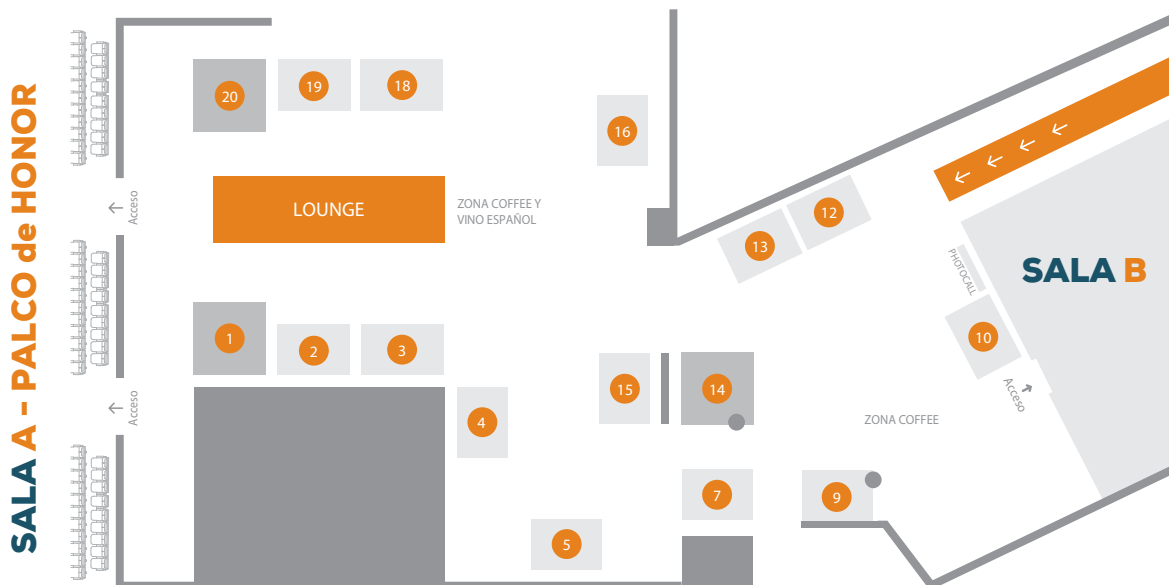 SALA A - PALCO de HONOR
20
19
18
16
Acceso
LOUNGE
ZONA COFFEE Y
VINO ESPAÑOL
12
13
PHOTOCALL
SALA B
1
2
3
10
15
14
Acceso
Acceso
4
ZONA COFFEE
7
9
5